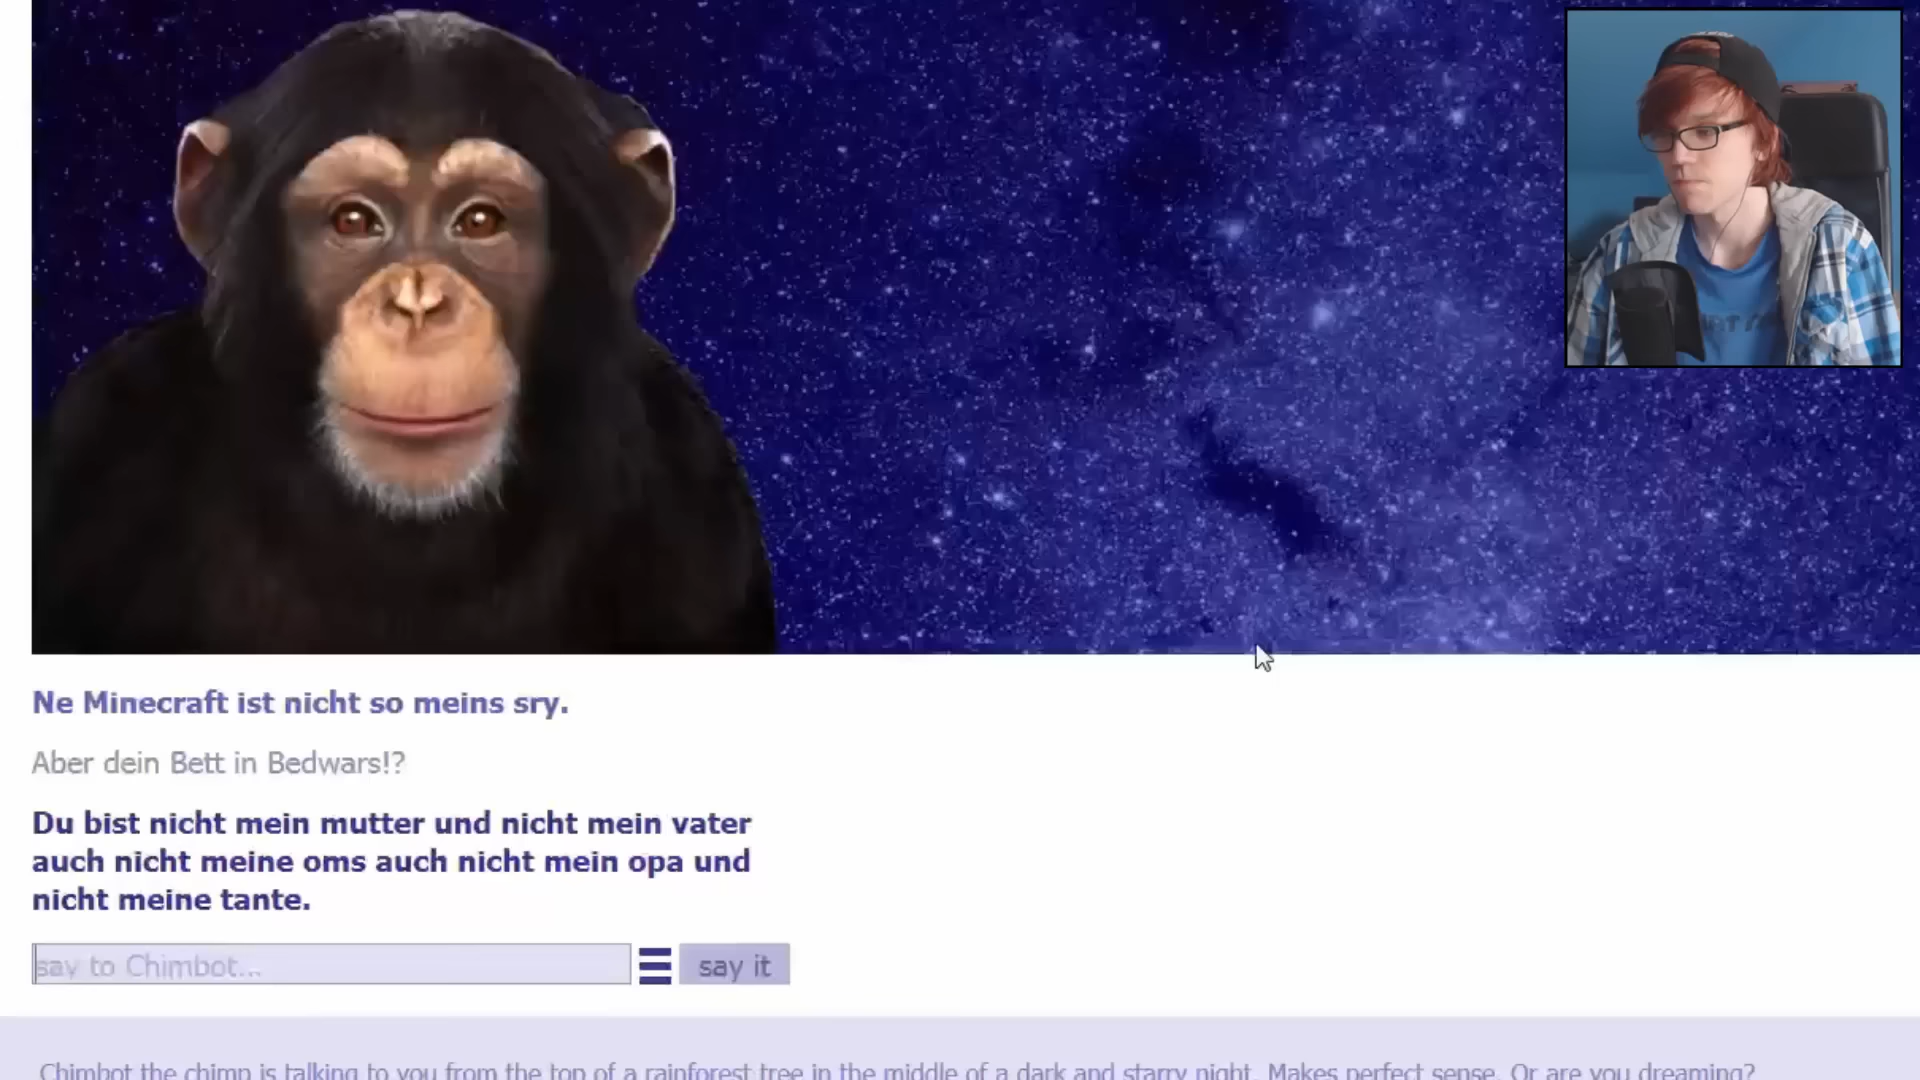 Ne Minecraft ist nicht so meins sry.
Aber dein Bett in Bedwars!?
Du bist nicht mein mutter und nicht mein vater
auch nicht meine oms auch nicht mein opa und
nicht meine tante.
say to Chimbot...
say it
Chimbot the chimp is talking to you from the top of a rainforest tree in the middle of a dark and starry night. Makes perfect sense. Or are you dreaming?